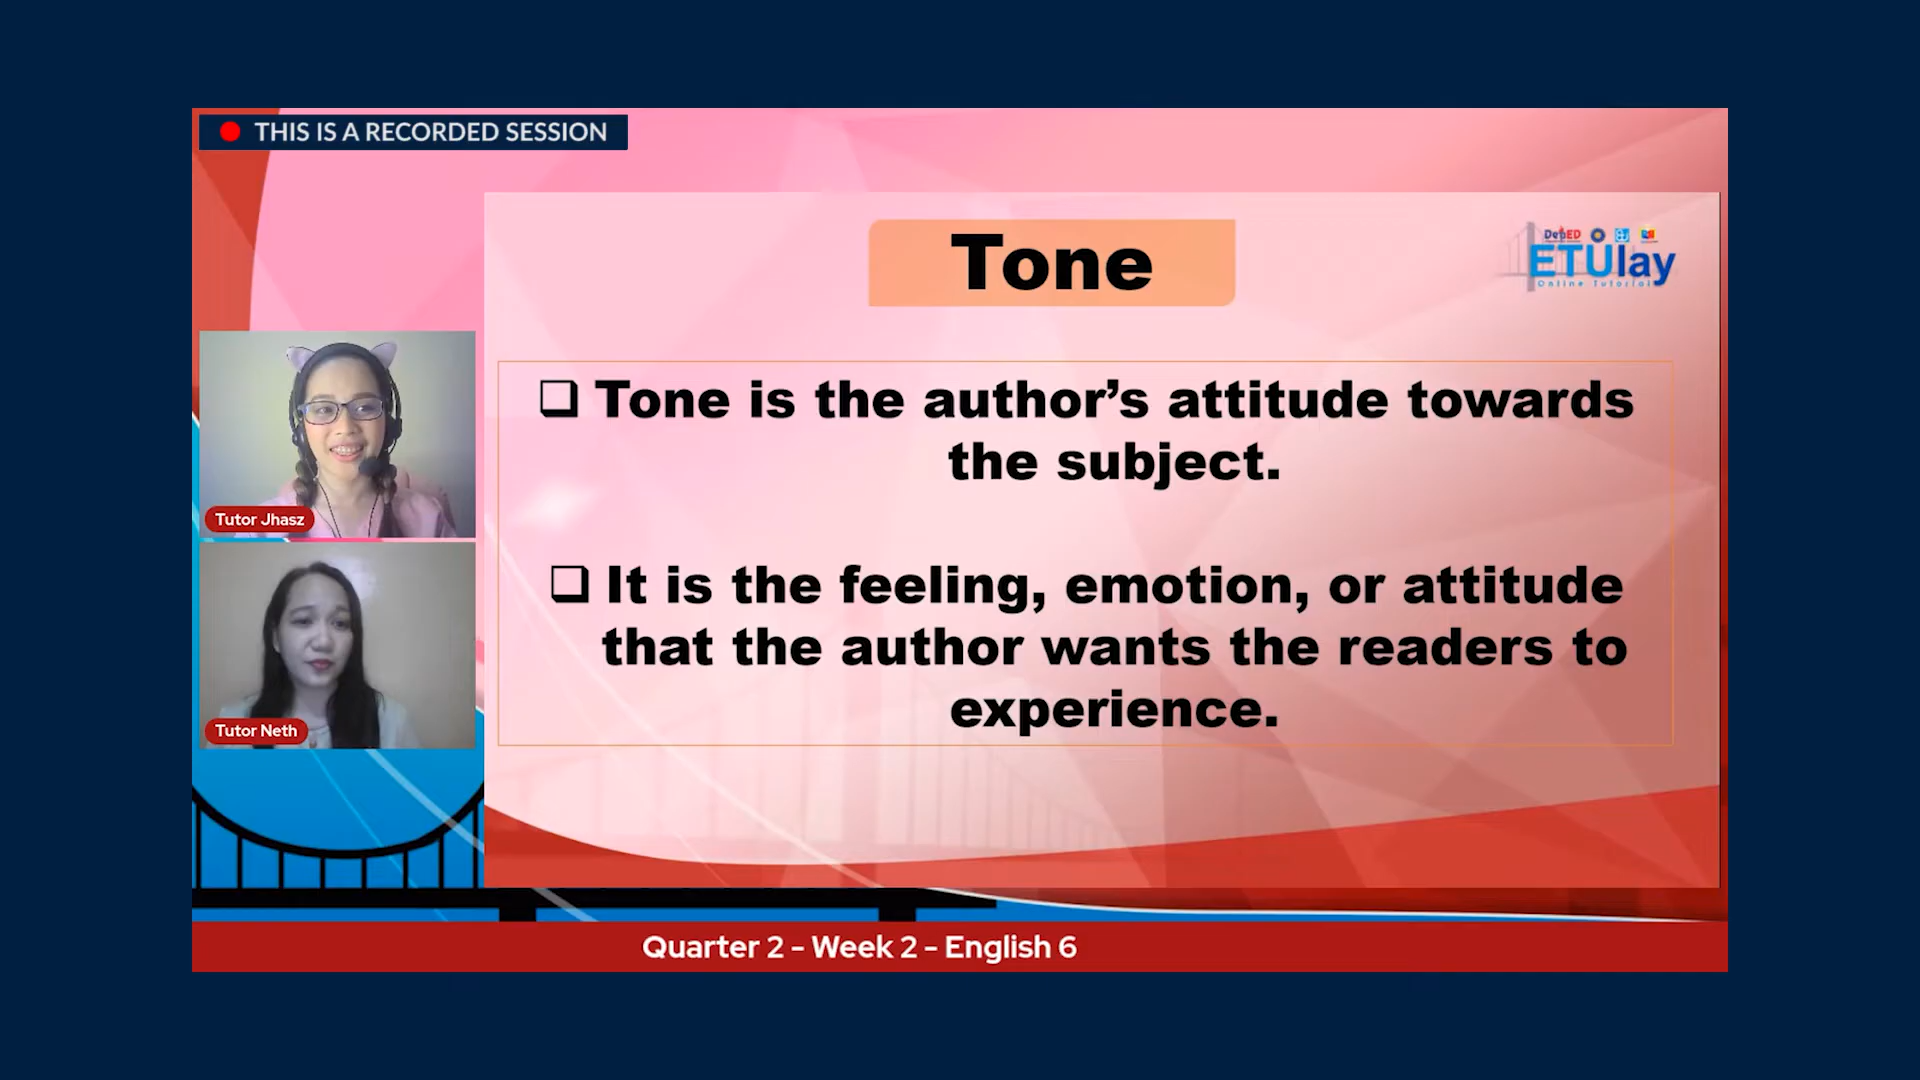 THIS IS A RECORDED SESSION
Tone
DepED
ETUlay
Online Tutorial
❑ Tone is the author’s attitude towards
the subject.
❑ It is the feeling, emotion, or attitude
that the author wants the readers to
experience.
Tutor Jhasz
Tutor Neth
Quarter 2 – Week 2 – English 6